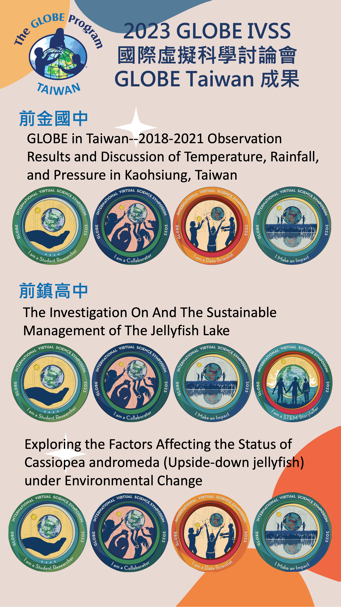 The GLOBE Program
TAIWAN
2023 GLOBE IVSS
國際虛擬科學討論會
GLOBE Taiwan 成果
前金國中
GLOBE in Taiwan--2018-2021 Observation
Results and Discussion of Temperature, Rainfall,
and Pressure in Kaohsiung, Taiwan
GLOBE INTERNATIONAL VIRTUAL SCIENCE SYMPOSIUM 2023
I am a Student Researcher
GLOBE INTERNATIONAL VIRTUAL SCIENCE SYMPOSIUM 2023
I am a Collaborator
GLOBE INTERNATIONAL VIRTUAL SCIENCE SYMPOSIUM 2023
I am a Data Scientist
GLOBE INTERNATIONAL VIRTUAL SCIENCE SYMPOSIUM 2023
I Make an Impact
前鎮高中
The Investigation On And The Sustainable
Management of The Jellyfish Lake
GLOBE INTERNATIONAL VIRTUAL SCIENCE SYMPOSIUM 2023
I am a Student Researcher
GLOBE INTERNATIONAL VIRTUAL SCIENCE SYMPOSIUM 2023
I am a Collaborator
GLOBE INTERNATIONAL VIRTUAL SCIENCE SYMPOSIUM 2023
I Make an Impact
GLOBE INTERNATIONAL VIRTUAL SCIENCE SYMPOSIUM 2023
I am a STEM Storyteller
Exploring the Factors Affecting the Status of
Cassiopea andromeda (Upside-down jellyfish)
under Environmental Change
GLOBE INTERNATIONAL VIRTUAL SCIENCE SYMPOSIUM 2023
I am a Student Researcher
GLOBE INTERNATIONAL VIRTUAL SCIENCE SYMPOSIUM 2023
I am a Collaborator
GLOBE INTERNATIONAL VIRTUAL SCIENCE SYMPOSIUM 2023
I am a Data Scientist
GLOBE INTERNATIONAL VIRTUAL SCIENCE SYMPOSIUM 2023
I Make an Impact